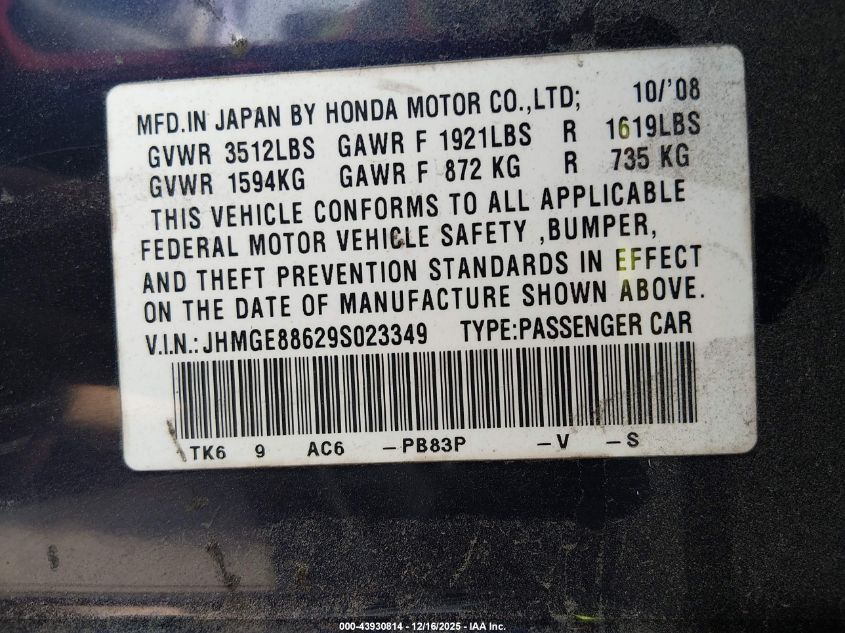 MFD.IN JAPAN BY HONDA MOTOR CO.,LTD; 10/'08
GVWR 3512LBS GAWR F 1921LBS R 1619LBS
GVWR 1594KG GAWR F 872 KG R 735 KG
THIS VEHICLE CONFORMS TO ALL APPLICABLE
FEDERAL MOTOR VEHICLE SAFETY ,BUMPER,
AND THEFT PREVENTION STANDARDS IN EFFECT
ON THE DATE OF MANUFACTURE SHOWN ABOVE.
V.I.N.: JHMGE88629S023349 TYPE:PASSENGER CAR
TK6 9 AC6 -PB83P -V -S
000-43930814 - 12/16/2025 - IAA Inc.